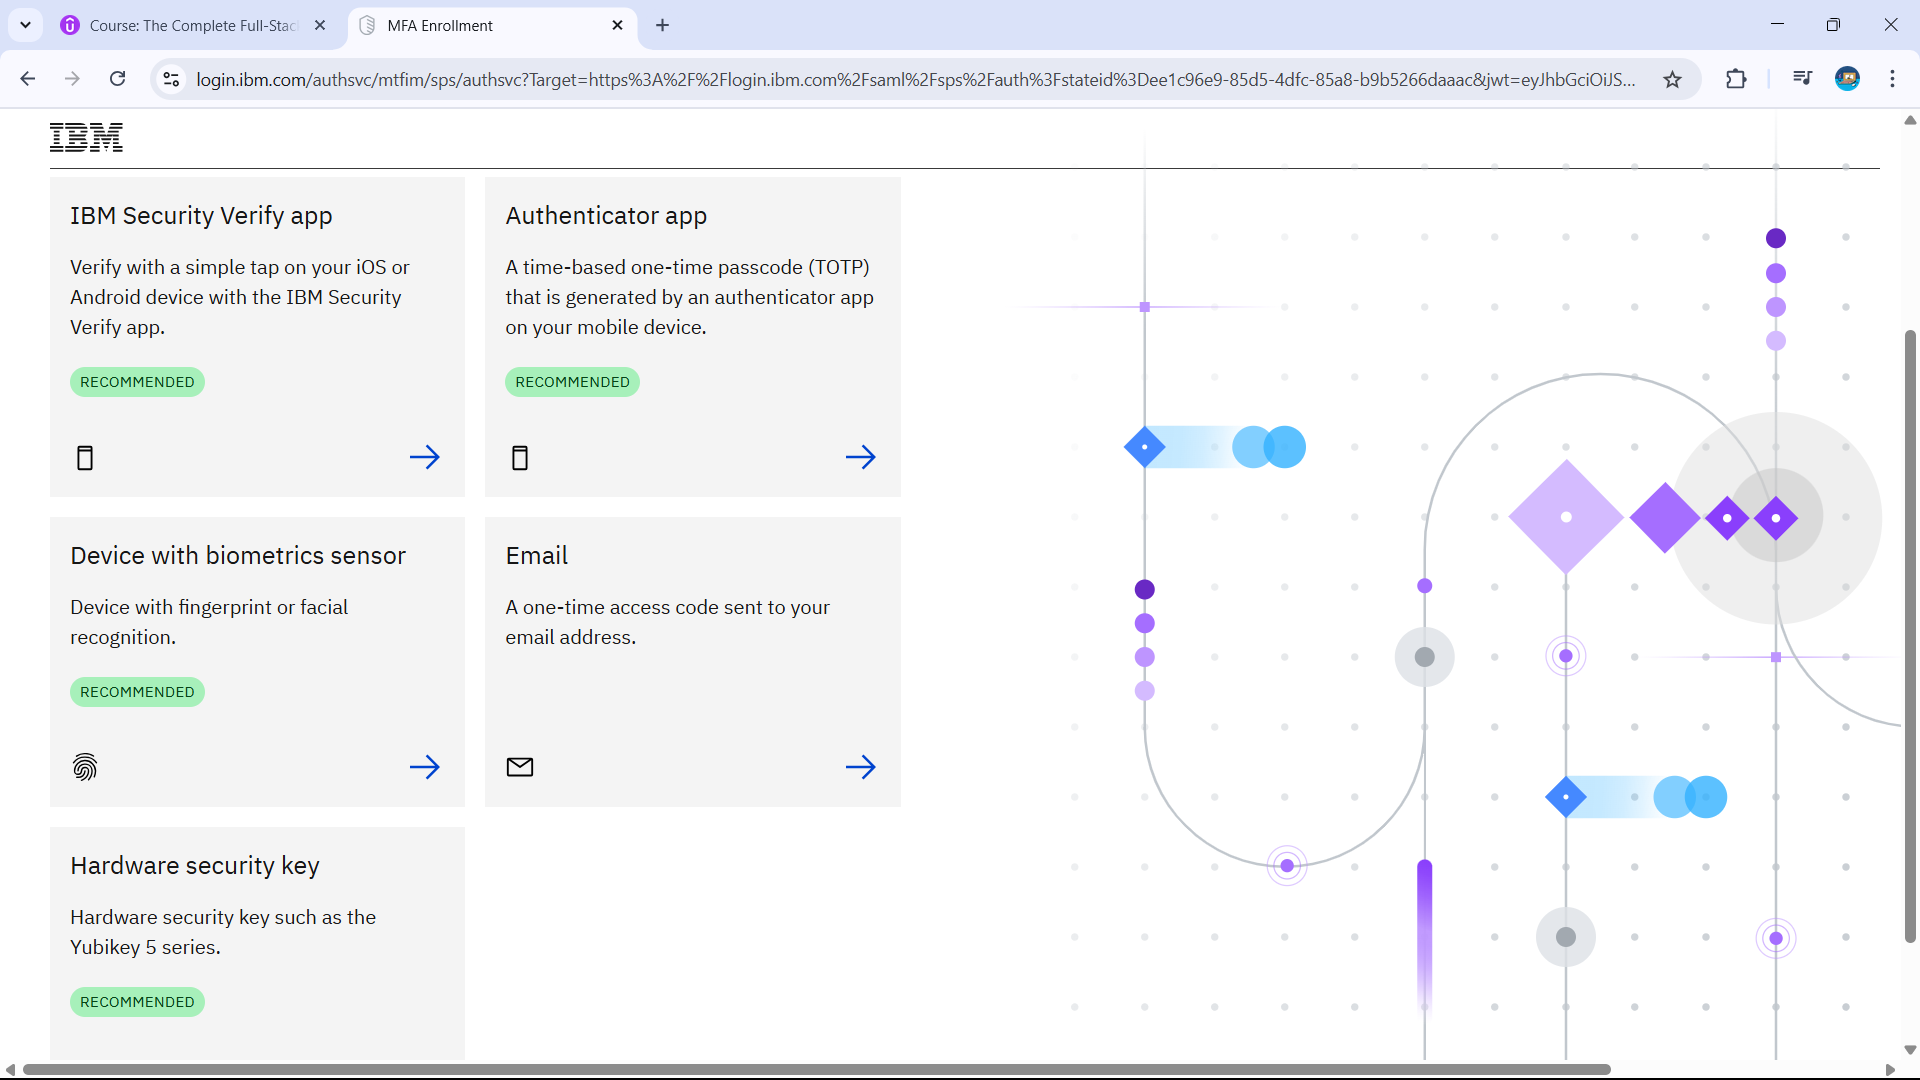 Course: The Complete Full-Stac
MFA Enrollment
login.ibm.com/authsvc/mtfim/sps/authsvc?Target=https%3A%2F%2Flogin.ibm.com%2Fsaml%2Fsps%2Fauth%3Fstateid%3Dee1c96e9-85d5-4dfc-85a8-b9b5266daaac&jwt=eyJhbGciOiJS...
IBM
IBM Security Verify app
Verify with a simple tap on your iOS or
Android device with the IBM Security
Verify app.
RECOMMENDED
Authenticator app
A time-based one-time passcode (TOTP)
that is generated by an authenticator app
on your mobile device.
RECOMMENDED
Device with biometrics sensor
Device with fingerprint or facial
recognition.
RECOMMENDED
Email
A one-time access code sent to your
email address.
Hardware security key
Hardware security key such as the
Yubikey 5 series.
RECOMMENDED